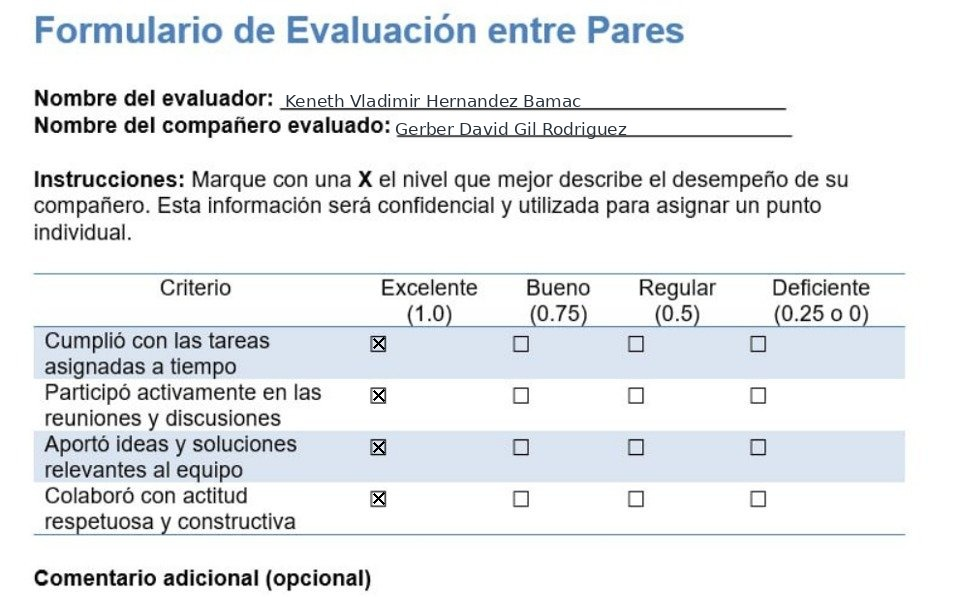 Formulario de Evaluación entre Pares
Nombre del evaluador: Keneth Vladimir Hernandez Bamac
Nombre del compañero evaluado: Gerber David Gil Rodriguez
Instrucciones: Marque con una X el nivel que mejor describe el desempeño de su
compañero. Esta información será confidencial y utilizada para asignar un punto
individual.
Criterio Excelente Bueno Regular Deficiente
(1.0) (0.75) (0.5) (0.25 o 0)
Cumplió con las tareas ☒ ☐ ☐ ☐
asignadas a tiempo
Participó activamente en las ☒ ☐ ☐ ☐
reuniones y discusiones
Aportó ideas y soluciones ☒ ☐ ☐ ☐
relevantes al equipo
Colaboró con actitud ☒ ☐ ☐ ☐
respetuosa y constructiva
Comentario adicional (opcional)